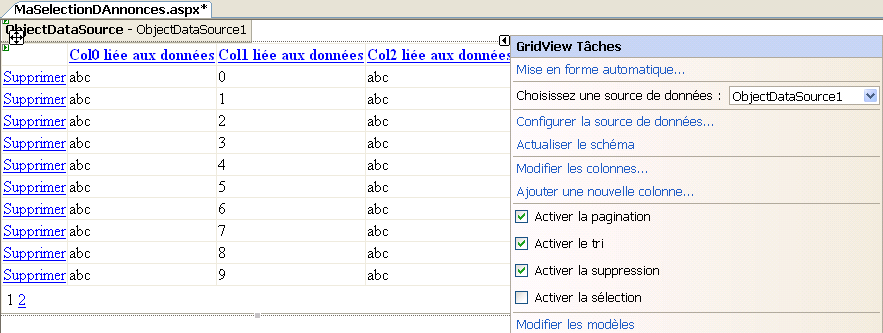 MaSelectionDAnnonces.aspx*
ObjectDataSource - ObjectDataSource1
Col0 liée aux données Col1 liée aux données Col2 liée aux données
Supprimer abc 0 abc
Supprimer abc 1 abc
Supprimer abc 2 abc
Supprimer abc 3 abc
Supprimer abc 4 abc
Supprimer abc 5 abc
Supprimer abc 6 abc
Supprimer abc 7 abc
Supprimer abc 8 abc
Supprimer abc 9 abc
1 2
GridView Tâches
Mise en forme automatique...
Choisissez une source de données : ObjectDataSource1
Configurer la source de données...
Actualiser le schéma
Modifier les colonnes...
Ajouter une nouvelle colonne...
Activer la pagination
Activer le tri
Activer la suppression
Activer la sélection
Modifier les modèles